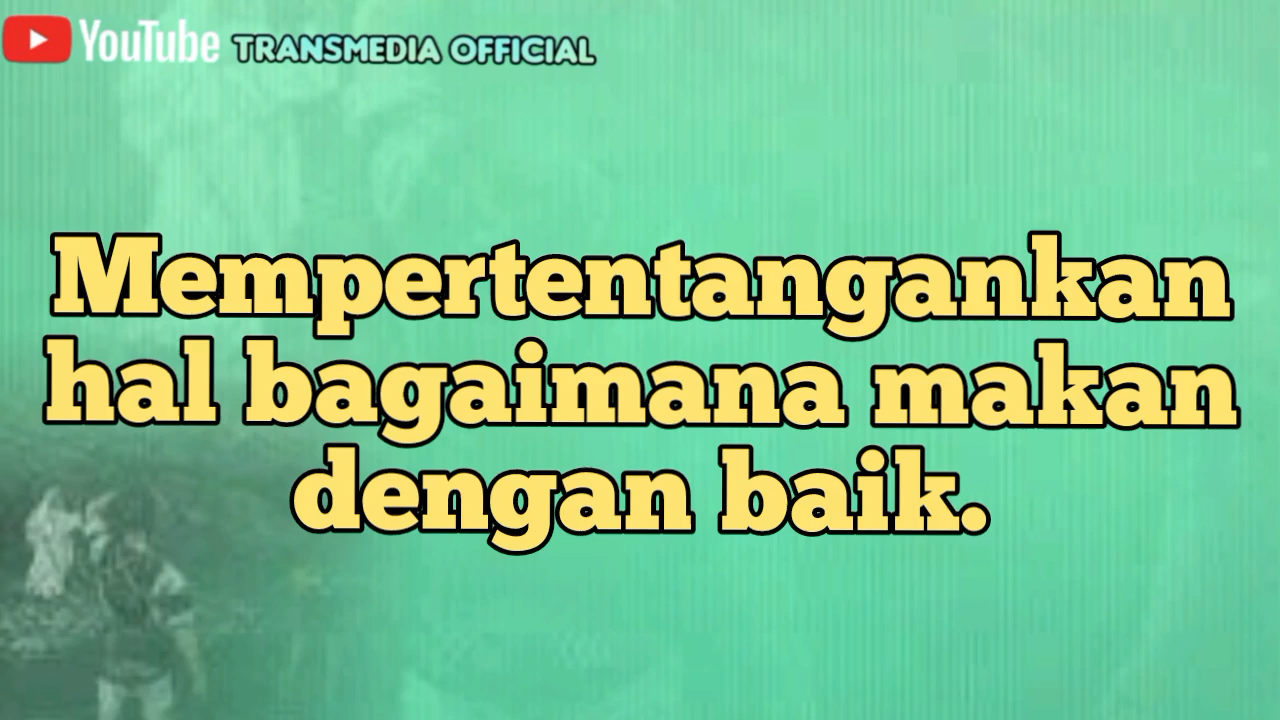 YouTube TRANSMEDIA OFFICIAL
Mempertentangankan
hal bagaimana makan
dengan baik.